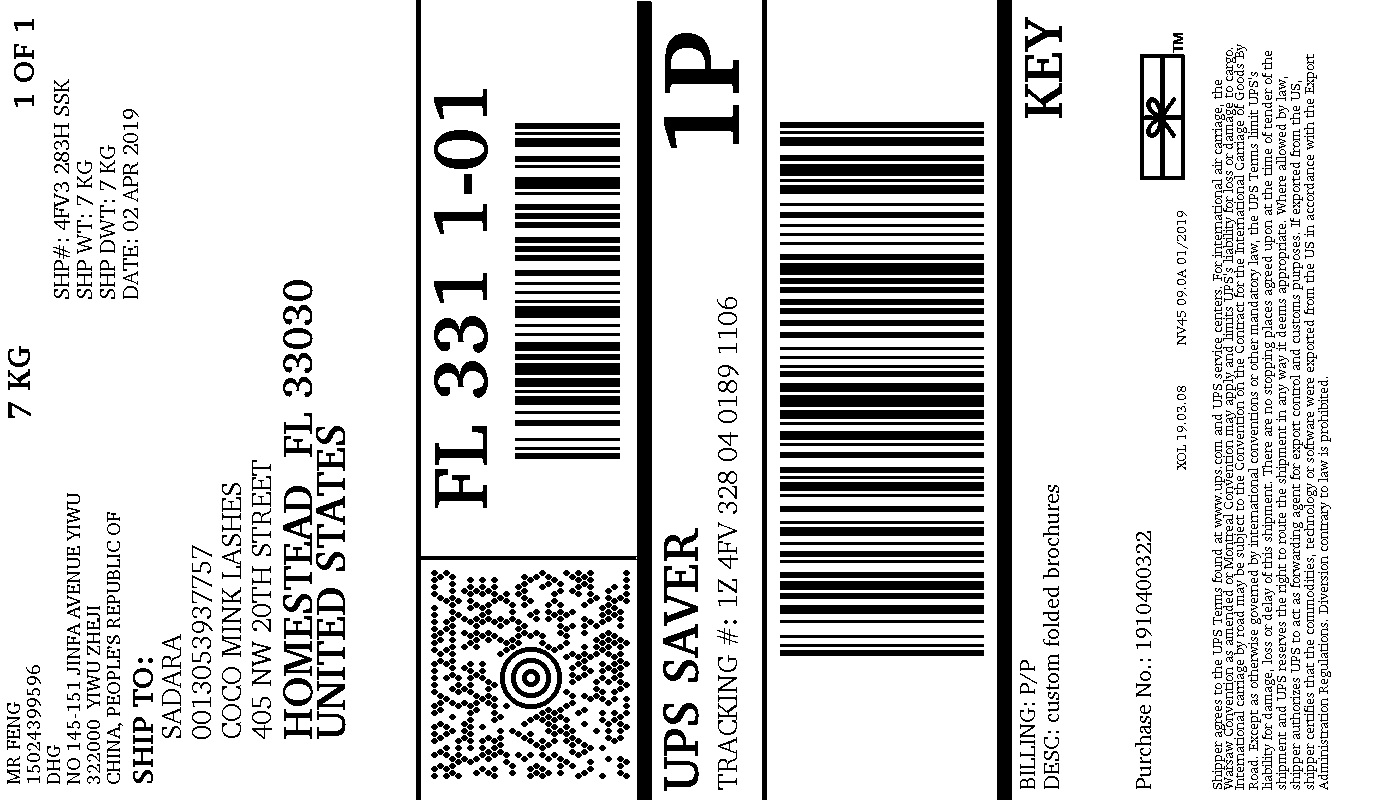 MR FENG
15024399596
DHG
NO 145-151 JINFA AVENUE YIWU
322000  YIWU ZHEJI
CHINA, PEOPLE'S REPUBLIC OF
7 KG
1 OF 1
SHP#: 4FV3 283H SSK
SHP WT: 7 KG
SHP DWT: 7 KG
DATE: 02 APR 2019
SHIP TO:
SADARA
0013053937757
COCO MINK LASHES
405 NW 20TH STREET
HOMESTEAD  FL 33030
UNITED STATES
FL 331 1-01
UPS SAVER
1P
TRACKING #: 1Z 4FV 328 04 0189 1106
BILLING: P/P
DESC: custom folded brochures
KEY
Purchase No.: 1910400322
XOL 19.03.08
NV45 09.0A 01/2019
TM
Shipper agrees to the UPS Terms found at www.ups.com and UPS service centers. For international air carriage, the
Warsaw Convention as amended or Montreal Convention may apply and limits UPS's liability for loss or damage to cargo.
International carriage by road may be subject to the Convention on the Contract for the International Carriage of Goods By
Road. Except as otherwise governed by international conventions or other mandatory law, the UPS Terms limit UPS's
liability for damage, loss or delay of this shipment. There are no stopping places agreed upon at the time of tender of the
shipment and UPS reserves the right to route the shipment in any way it deems appropriate. Where allowed by law,
shipper authorizes UPS to act as forwarding agent for export control and customs purposes. If exported from the US,
shipper certifies that the commodities, technology or software were exported from the US in accordance with the Export
Administration Regulations. Diversion contrary to law is prohibited.